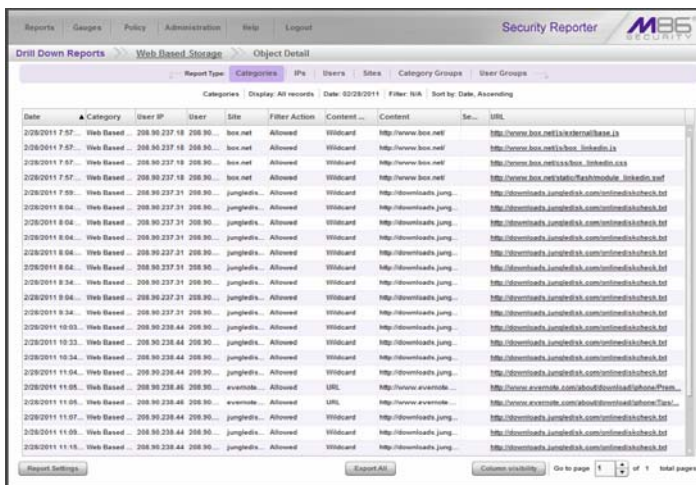 Reports Gauges Policy Administration Help Logout Security Reporter M86 SECURITY
Drill Down Reports Web Based Storage Object Detail
Report Type: Categories IPs Users Sites Category Groups User Groups
Categories Display: All records Date: 02/28/2011 Filter: N/A Sort by: Date, Ascending
Date Category User IP User Site Filter Action Content ... Content Se... URL
2/28/2011 7:57... Web Based ... 208.90.237.18 208.90.... box.net Allowed Wildcard http://www.box.net/ http://www.box.net/js/external/base.js
2/28/2011 7:57... Web Based ... 208.90.237.18 208.90.... box.net Allowed Wildcard http://www.box.net/ http://www.box.net/js/box_linkedin.js
2/28/2011 7:57... Web Based ... 208.90.237.18 208.90.... box.net Allowed Wildcard http://www.box.net/ http://www.box.net/css/box_linkedin.css
2/28/2011 7:57... Web Based ... 208.90.237.18 208.90.... box.net Allowed Wildcard http://www.box.net/ http://www.box.net/static/flash/module_linkedin.swf
2/28/2011 7:59... Web Based ... 208.90.237.31 208.90.... jungledis... Allowed Wildcard http://downloads.jung... http://downloads.jungledisk.com/onlinediskcheck.txt
2/28/2011 8:04... Web Based ... 208.90.237.31 208.90.... jungledis... Allowed Wildcard http://downloads.jung... http://downloads.jungledisk.com/onlinediskcheck.txt
2/28/2011 8:04... Web Based ... 208.90.237.31 208.90.... jungledis... Allowed Wildcard http://downloads.jung... http://downloads.jungledisk.com/onlinediskcheck.txt
2/28/2011 8:04... Web Based ... 208.90.237.31 208.90.... jungledis... Allowed Wildcard http://downloads.jung... http://downloads.jungledisk.com/onlinediskcheck.txt
2/28/2011 8:04... Web Based ... 208.90.237.31 208.90.... jungledis... Allowed Wildcard http://downloads.jung... http://downloads.jungledisk.com/onlinediskcheck.txt
2/28/2011 8:34... Web Based ... 208.90.237.31 208.90.... jungledis... Allowed Wildcard http://downloads.jung... http://downloads.jungledisk.com/onlinediskcheck.txt
2/28/2011 9:04... Web Based ... 208.90.237.31 208.90.... jungledis... Allowed Wildcard http://downloads.jung... http://downloads.jungledisk.com/onlinediskcheck.txt
2/28/2011 9:34... Web Based ... 208.90.237.31 208.90.... jungledis... Allowed Wildcard http://downloads.jung... http://downloads.jungledisk.com/onlinediskcheck.txt
2/28/2011 10:03... Web Based ... 208.90.238.44 208.90.... jungledis... Allowed Wildcard http://downloads.jung... http://downloads.jungledisk.com/onlinediskcheck.txt
2/28/2011 10:33... Web Based ... 208.90.238.44 208.90.... jungledis... Allowed Wildcard http://downloads.jung... http://downloads.jungledisk.com/onlinediskcheck.txt
2/28/2011 10:34... Web Based ... 208.90.238.44 208.90.... jungledis... Allowed Wildcard http://downloads.jung... http://downloads.jungledisk.com/onlinediskcheck.txt
2/28/2011 11:04... Web Based ... 208.90.238.44 208.90.... jungledis... Allowed Wildcard http://downloads.jung... http://downloads.jungledisk.com/onlinediskcheck.txt
2/28/2011 11:05... Web Based ... 208.90.238.46 208.90.... evernote... Allowed URL http://www.evernote.... http://www.evernote.com/about/download/iphone/Prem...
2/28/2011 11:05... Web Based ... 208.90.238.46 208.90.... evernote... Allowed URL http://www.evernote.... http://www.evernote.com/about/download/iphone/Tips/...
2/28/2011 11:07... Web Based ... 208.90.238.44 208.90.... jungledis... Allowed Wildcard http://downloads.jung... http://downloads.jungledisk.com/onlinediskcheck.txt
2/28/2011 11:09... Web Based ... 208.90.238.44 208.90.... jungledis... Allowed Wildcard http://downloads.jung... http://downloads.jungledisk.com/onlinediskcheck.txt
2/28/2011 11:15... Web Based ... 208.90.238.44 208.90.... jungledis... Allowed Wildcard http://downloads.jung... http://downloads.jungledisk.com/onlinediskcheck.txt
Report Settings Export All Column visibility Go to page 1 of 1 total pages